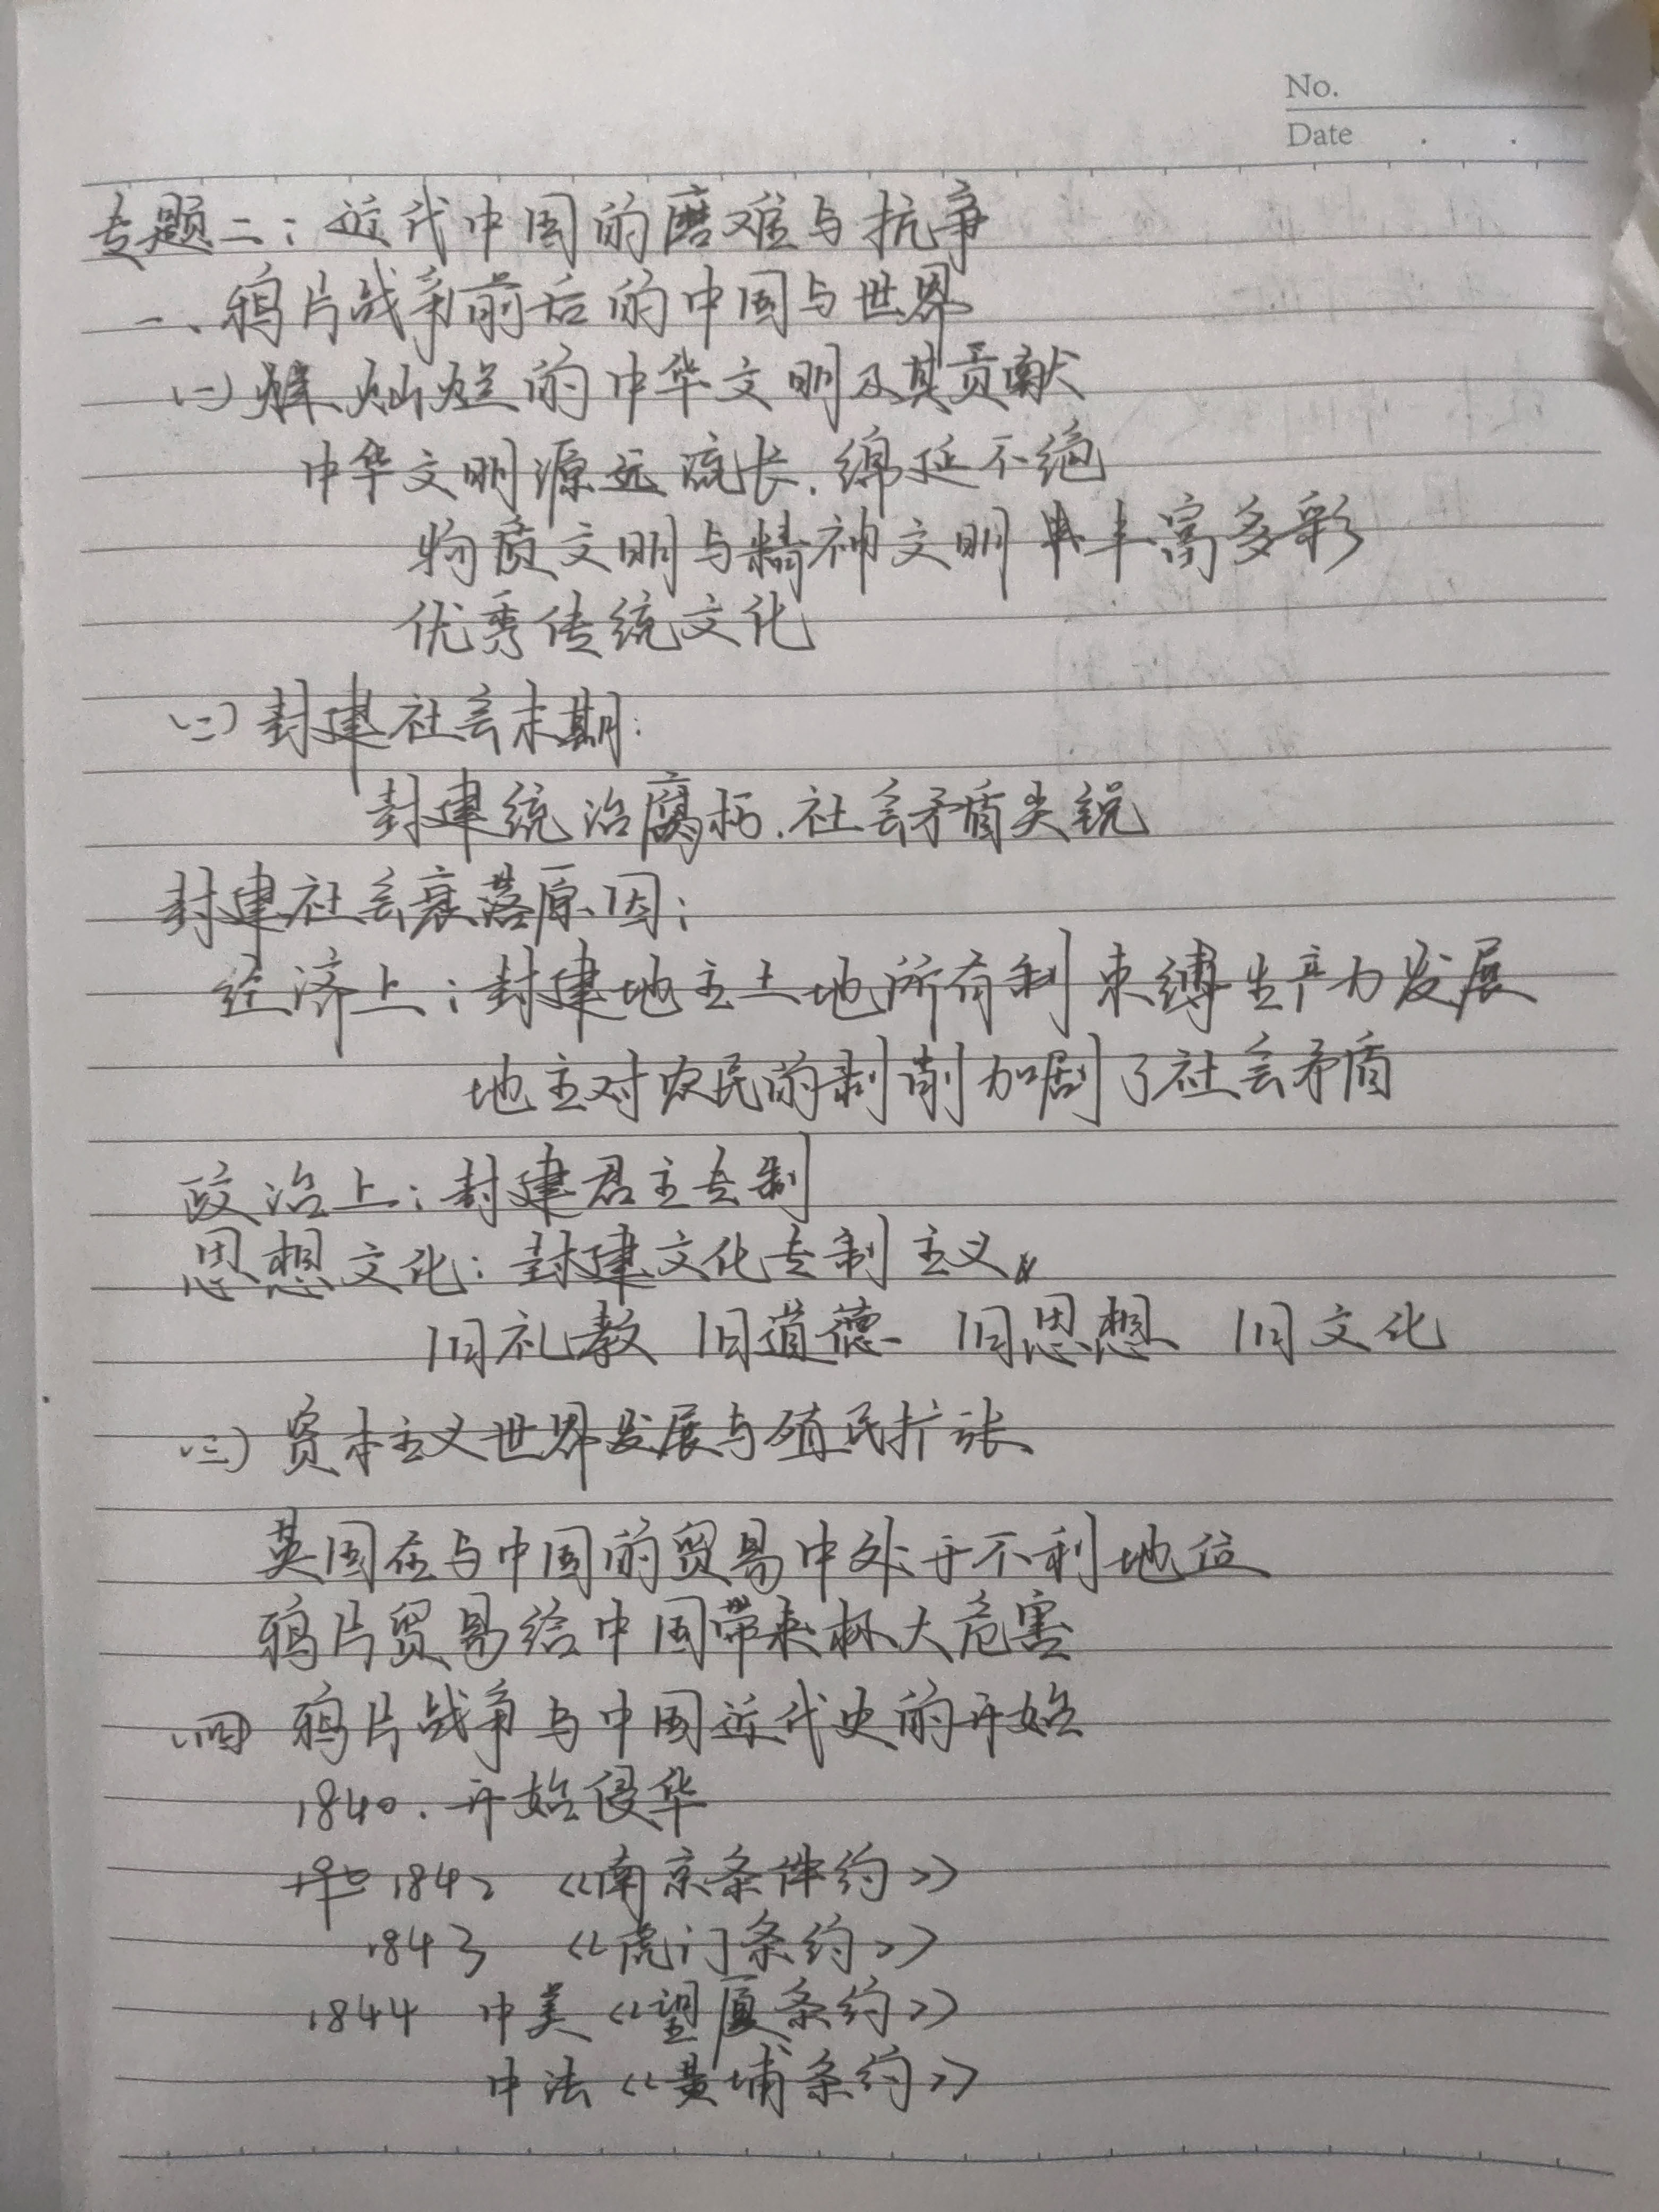 No.
Date . .
专题二：近代中国的磨难与抗争
一、鸦片战争前后的中国与世界
(一)辉灿烂的中华文明及其贡献
中华文明源远流长.绵延不绝
物质文明与精神文明丰富多彩
优秀传统文化
(二)封建社会末期：
封建统治腐朽.社会矛盾尖锐
封建社会衰落原因：
经济上：封建地主土地所有制束缚生产力发展
地主对农民的剥削加剧了社会矛盾
政治上：封建君主专制
思想文化：封建文化专制主义
旧礼教 旧道德 旧思想 旧文化
(三)资本主义世界发展与殖民扩张
英国在与中国的贸易中处于不利地位
鸦片贸易给中国带来极大危害
(四)鸦片战争与中国近代史的开始
1840.开始侵华
1842 《南京条件约》
1843 《虎门条约》
1844 中美《望厦条约》
中法《黄埔条约》